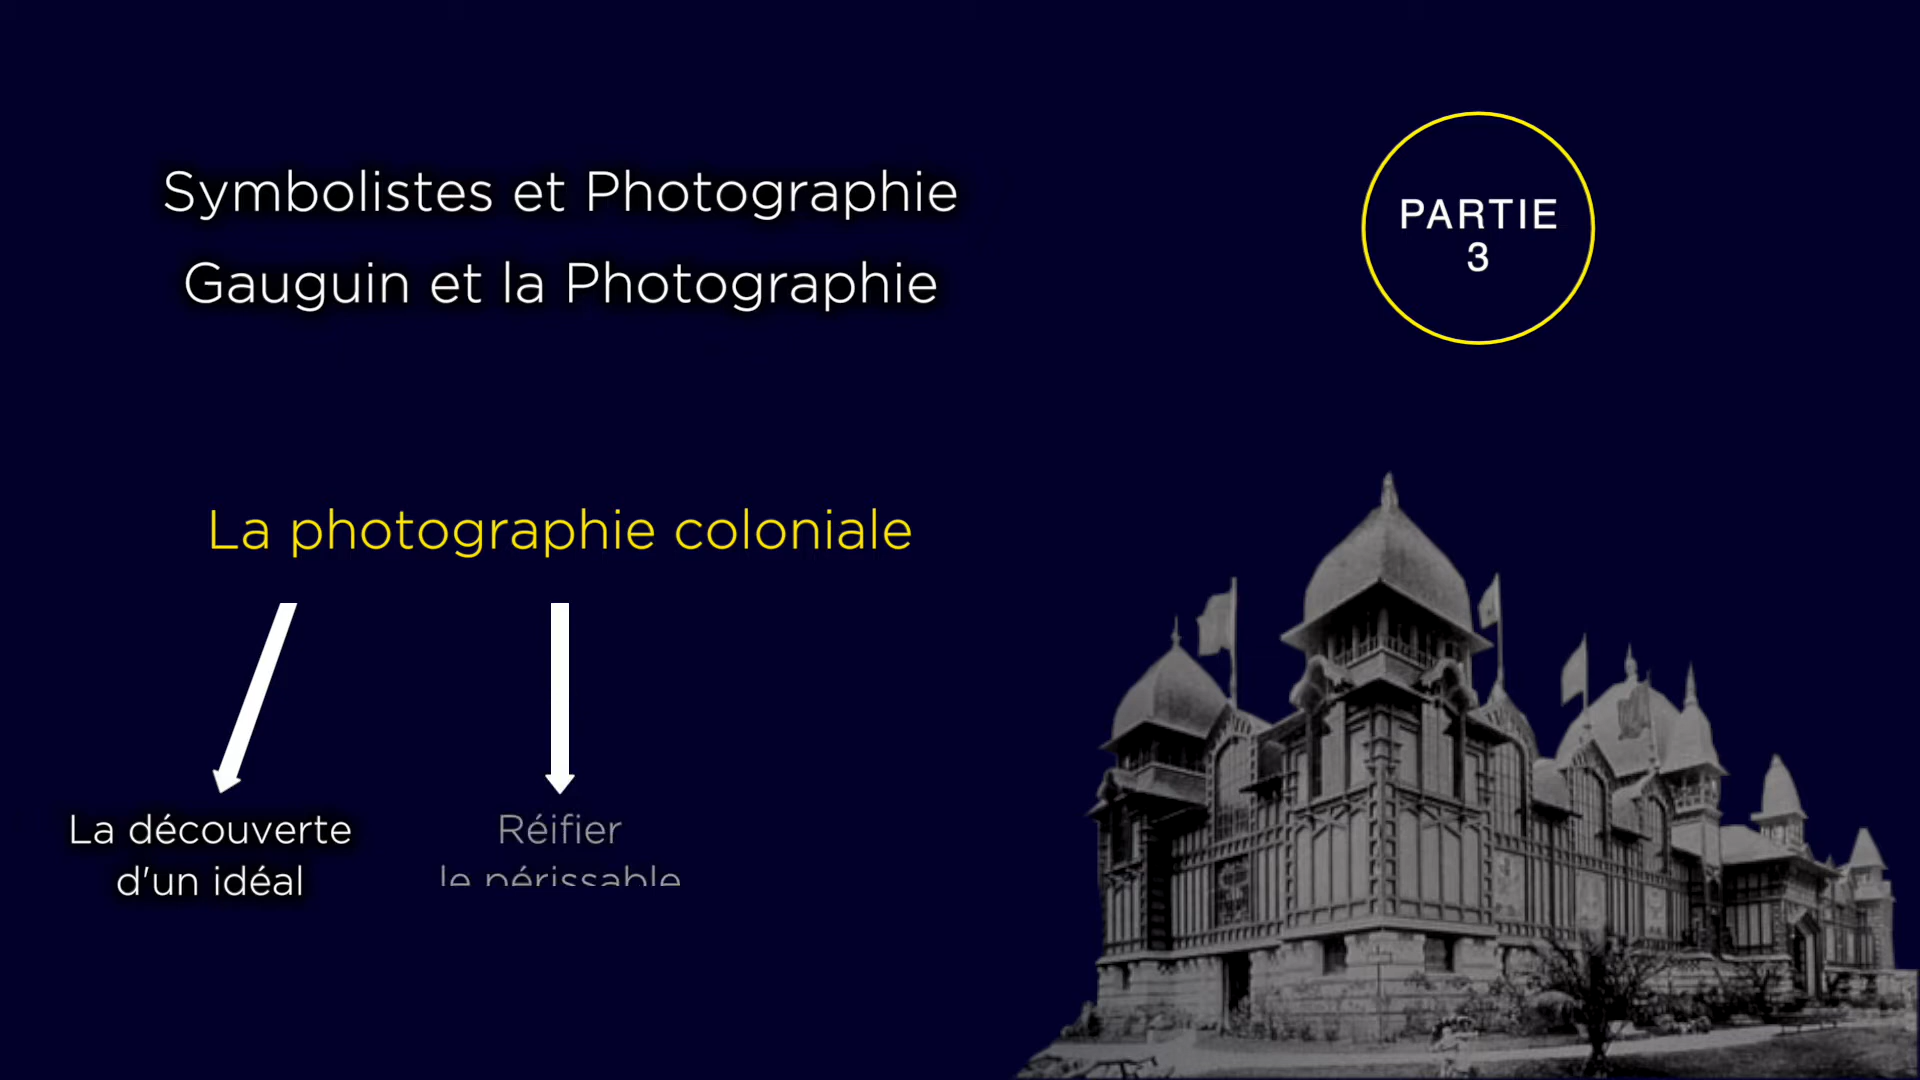 Symbolistes et Photographie
Gauguin et la Photographie
PARTIE
3
La photographie coloniale
La découverte
d'un idéal
Réifier
le périssable